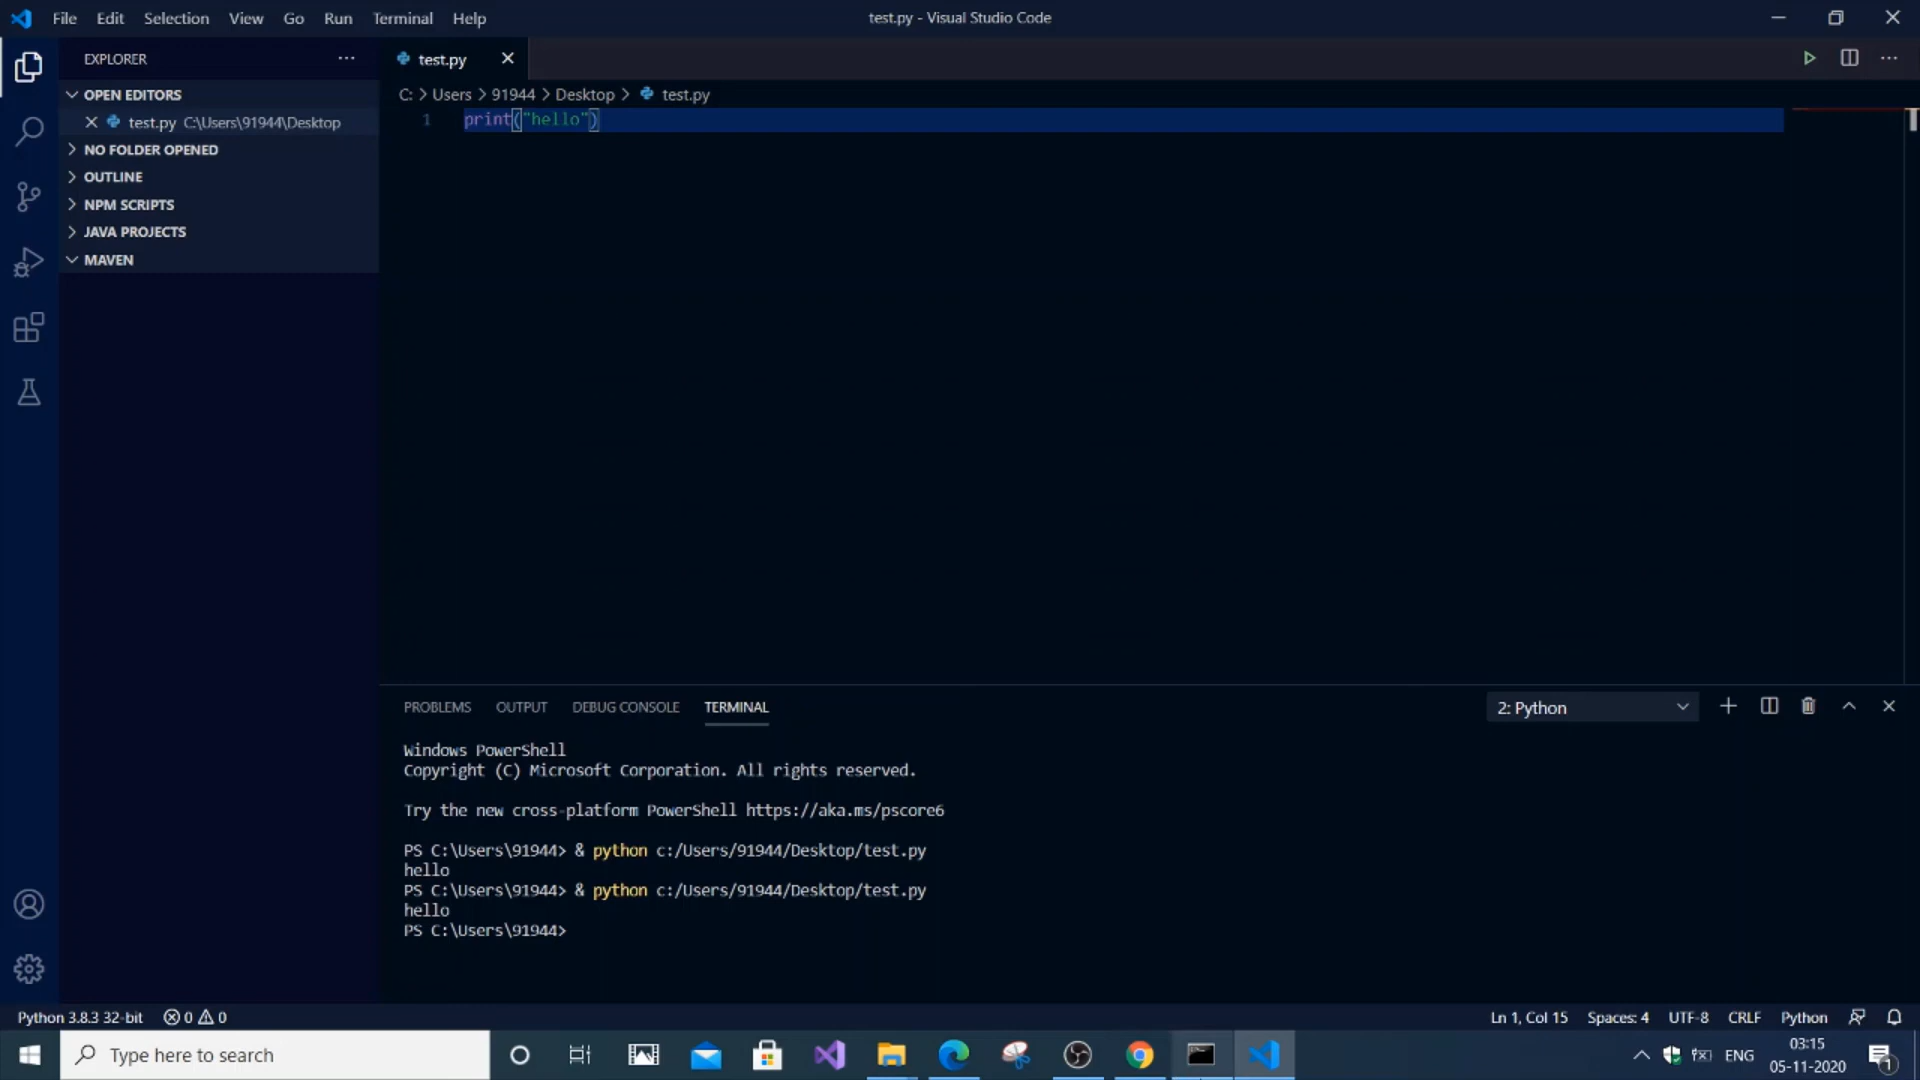 File Edit Selection View Go Run Terminal Help
test.py - Visual Studio Code
EXPLORER
test.py
OPEN EDITORS
test.py C:\Users\91944\Desktop
NO FOLDER OPENED
OUTLINE
NPM SCRIPTS
JAVA PROJECTS
MAVEN
C: > Users > 91944 > Desktop > test.py
1 print("hello")
PROBLEMS OUTPUT DEBUG CONSOLE TERMINAL
2: Python
Windows PowerShell
Copyright (C) Microsoft Corporation. All rights reserved.
Try the new cross-platform PowerShell https://aka.ms/pscore6
PS C:\Users\91944> & python c:/Users/91944/Desktop/test.py
hello
PS C:\Users\91944> & python c:/Users/91944/Desktop/test.py
hello
PS C:\Users\91944>
Python 3.8.3 32-bit 0 0
Ln 1, Col 15 Spaces: 4 UTF-8 CRLF Python
Type here to search
ENG
03:15
05-11-2020
1